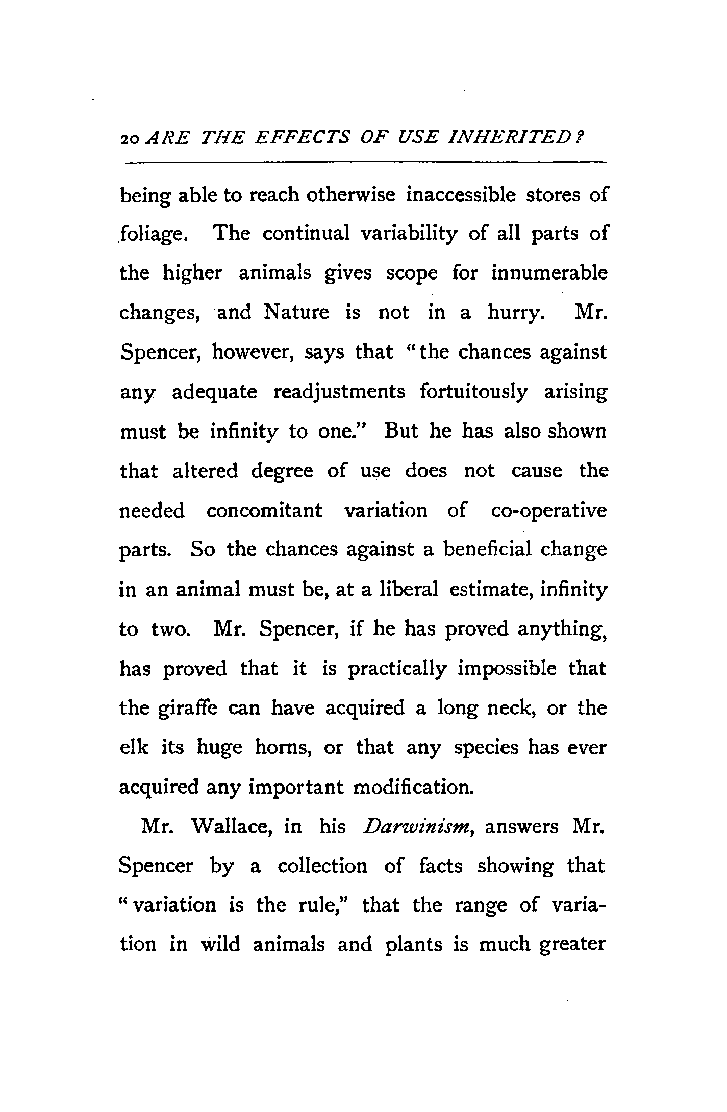 20 ARE THE EFFECTS OF USE INHERITED?
being able to reach otherwise inaccessible stores of
foliage. The continual variability of all parts of
the higher animals gives scope for innumerable
changes, and Nature is not in a hurry. Mr.
Spencer, however, says that “the chances against
any adequate readjustments fortuitously arising
must be infinity to one.” But he has also shown
that altered degree of use does not cause the
needed concomitant variation of co-operative
parts. So the chances against a beneficial change
in an animal must be, at a liberal estimate, infinity
to two. Mr. Spencer, if he has proved anything,
has proved that it is practically impossible that
the giraffe can have acquired a long neck, or the
elk its huge horns, or that any species has ever
acquired any important modification.
Mr. Wallace, in his Darwinism, answers Mr.
Spencer by a collection of facts showing that
“variation is the rule,” that the range of varia-
tion in wild animals and plants is much greater